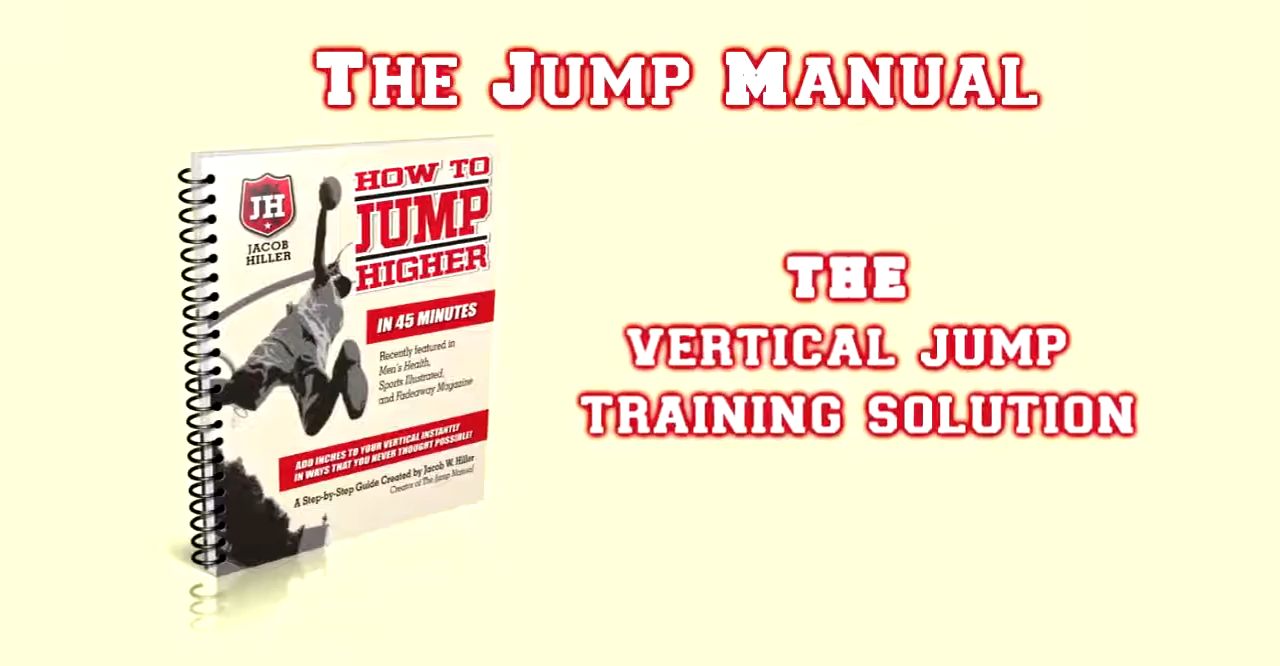 The Jump Manual
JH
JACOB
HILLER
HOW TO
JUMP
HIGHER
IN 45 MINUTES
Recently featured in
Men's Health,
Sports Illustrated,
and Fadeaway Magazine
ADD INCHES TO YOUR VERTICAL INSTANTLY
IN WAYS THAT YOU NEVER THOUGHT POSSIBLE!
A Step-by-Step Guide Created by Jacob W. Hiller
Creator of The Jump Manual
THE
VERTICAL JUMP
TRAINING SOLUTION